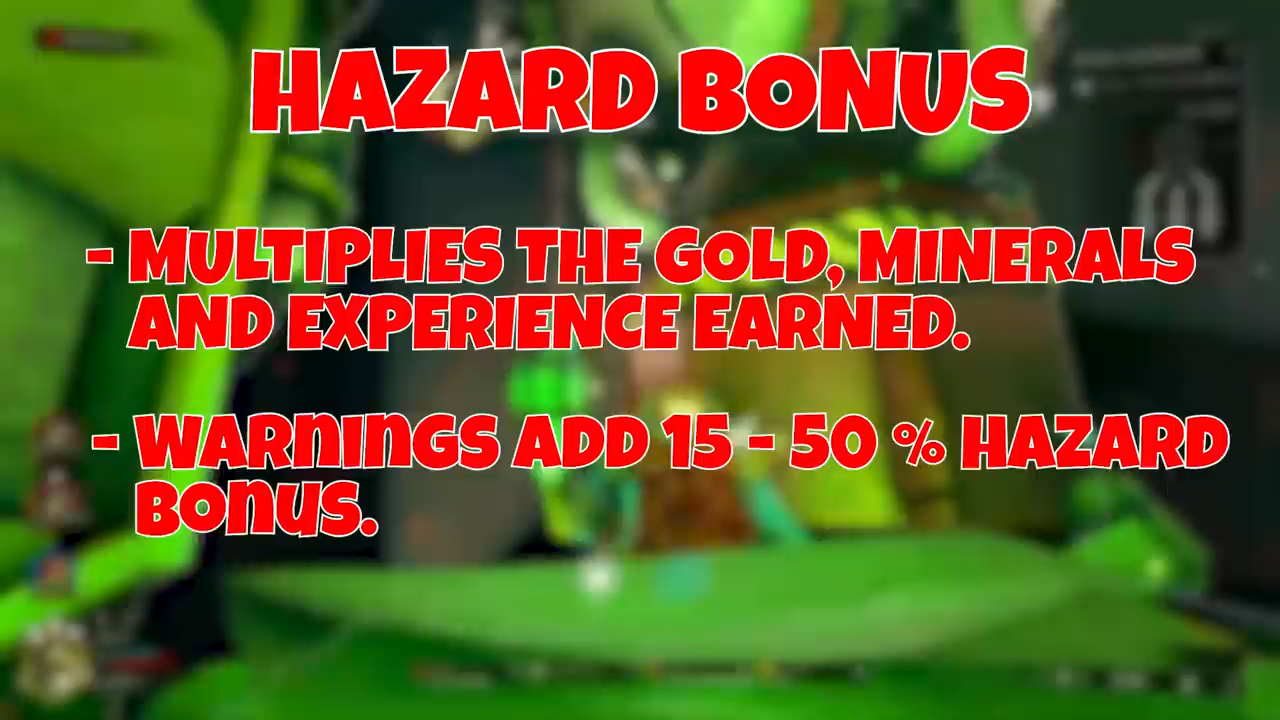 HAZARD BONUS
- MULTIPLIES THE GOLD, MINERALS
AND EXPERIENCE EARNED.
- WARNINGS ADD 15 - 50 % HAZARD
BONUS.